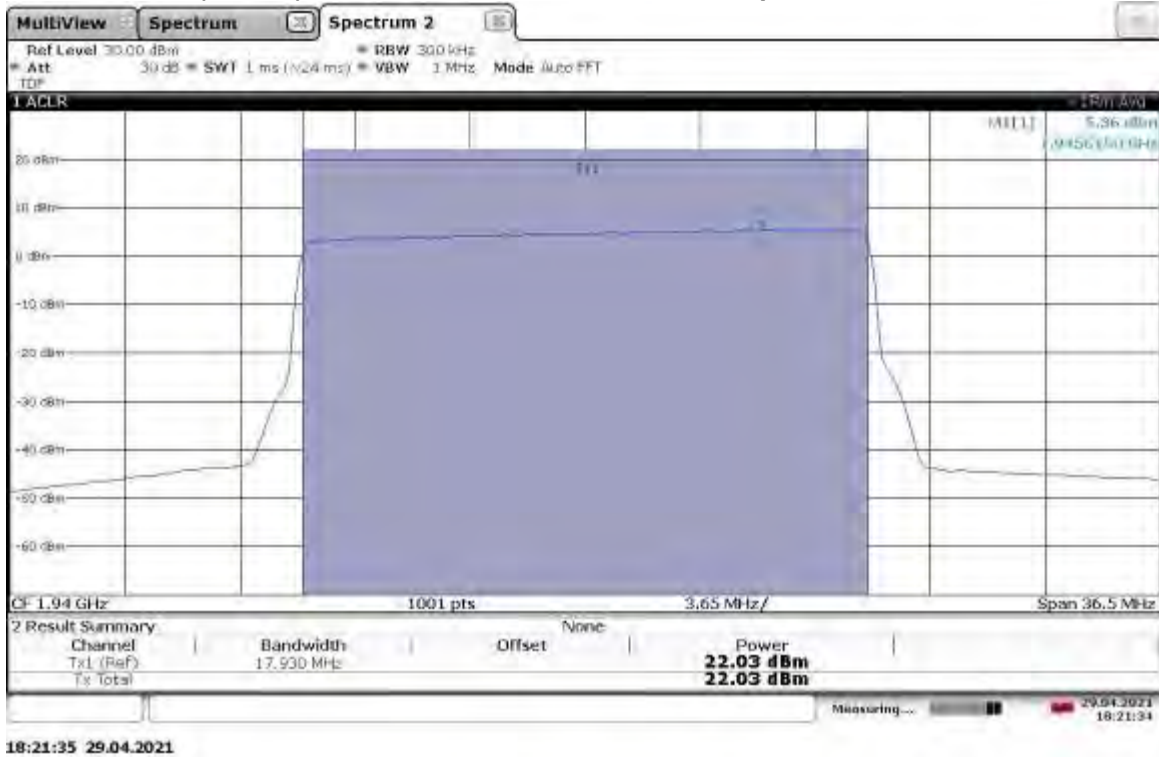 MultiView Spectrum Spectrum 2
Ref Level 30.00 dBm RBW 300 kHz
Att 30 dB SWT 1 ms (~24 ms) VBW 1 MHz Mode Auto FFT
TDF
1 ACLR 1Rm Avg
M1[1] 5.36 dBm
20 dBm
10 dBm
0 dBm
-10 dBm
-20 dBm
-30 dBm
-40 dBm
-50 dBm
-60 dBm
CF 1.94 GHz 1001 pts 3.65 MHz/ Span 36.5 MHz
2 Result Summary None
Channel Bandwidth Offset Power
Tx1 (Ref) 17.930 MHz 22.03 dBm
Tx Total 22.03 dBm
Measuring... 29.04.2021
18:21:34
18:21:35 29.04.2021